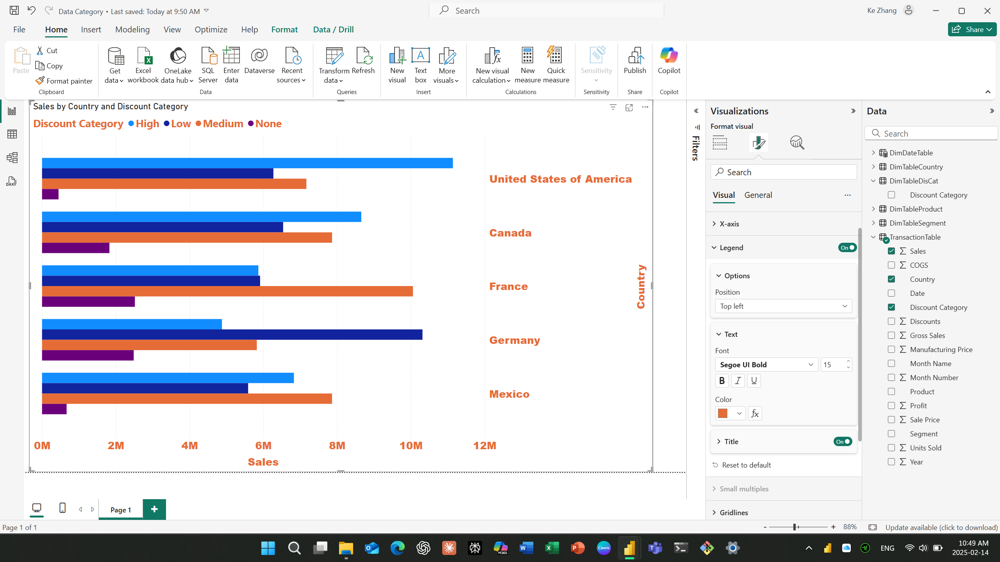 Data Category • Last saved: Today at 9:50 AM
Search
Ke Zhang
File Home Insert Modeling View Optimize Help Format Data / Drill
Share
Paste
Cut
Copy
Format painter
Clipboard
Get data
Excel workbook
OneLake data hub
SQL Server
Enter data
Dataverse
Recent sources
Data
Transform data
Refresh
Queries
New visual
Text box
More visuals
Insert
New visual calculation
New measure
Quick measure
Calculations
Sensitivity
Sensitivity
Publish
Share
Copilot
Copilot
DAX
Sales by Country and Discount Category
Discount Category High Low Medium None
United States of America
Canada
France
Germany
Mexico
Country
0M 2M 4M 6M 8M 10M 12M
Sales
Filters
Visualizations
Format visual
Search
Visual General
X-axis
Legend On
Options
Position
Top left
Text
Font
Segoe UI Bold 15
B I U
Color
fx
Title On
Reset to default
Small multiples
Gridlines
Data
Search
DimDateTable
DimTableCountry
DimTableDisCat
Discount Category
DimTableProduct
DimTableSegment
TransactionTable
Sales
COGS
Country
Date
Discount Category
Discounts
Gross Sales
Manufacturing Price
Month Name
Month Number
Product
Profit
Sale Price
Segment
Units Sold
Year
Page 1
Page 1 of 1
88%
Update available (click to download)
M365
Canva
ENG
10:49 AM
2025-02-14